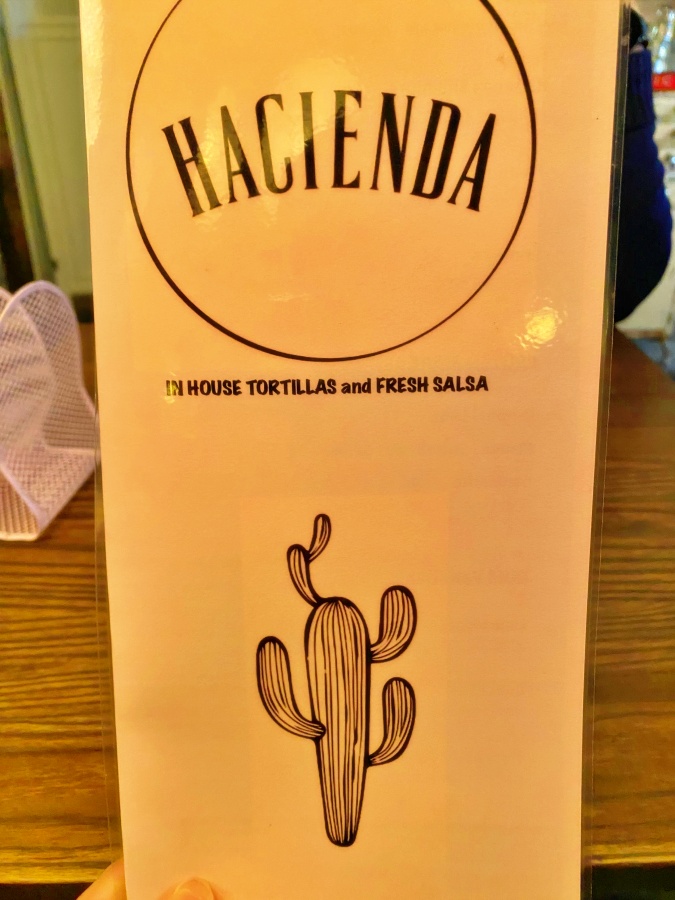 HACIENDA
IN HOUSE TORTILLAS and FRESH SALSA